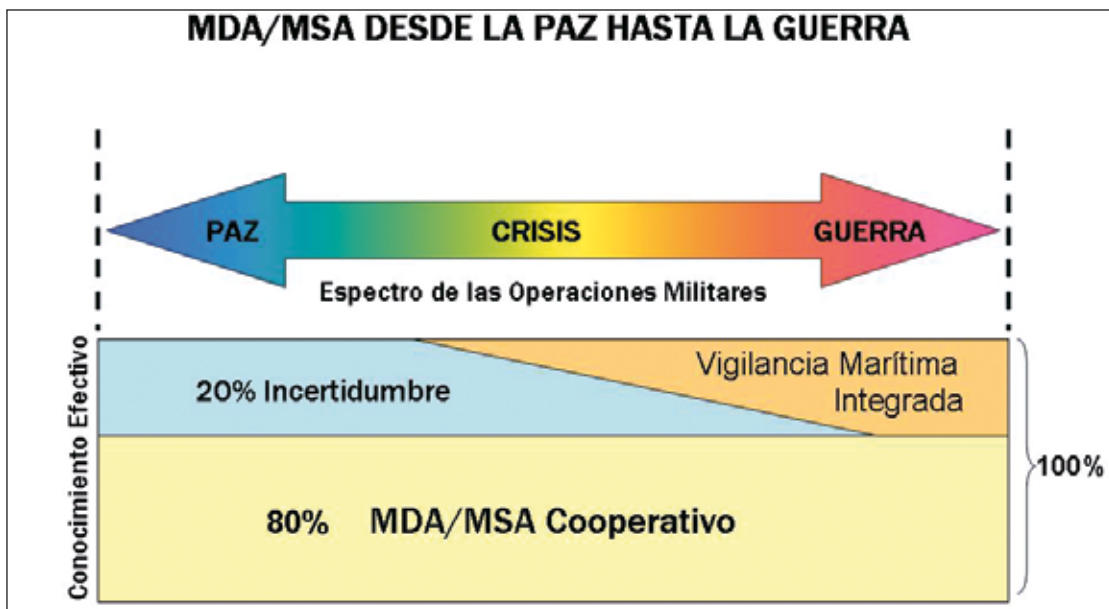 MDA/MSA DESDE LA PAZ HASTA LA GUERRA
PAZ
CRISIS
GUERRA
Espectro de las Operaciones Militares
Conocimiento Efectivo
20% Incertidumbre
Vigilancia Marítima
Integrada
80% MDA/MSA Cooperativo
100%